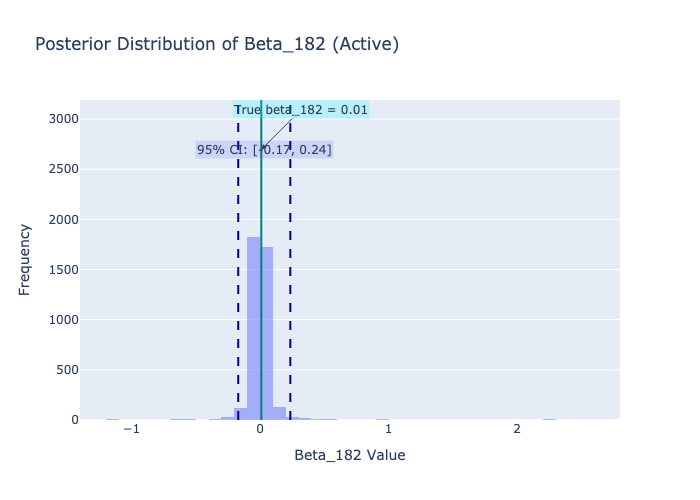 Posterior Distribution of Beta_182 (Active)
True beta_182 = 0.01
95% CI: [-0.17, 0.24]
3000
2500
2000
1500
1000
500
0
Frequency
−1
0
1
2
Beta_182 Value